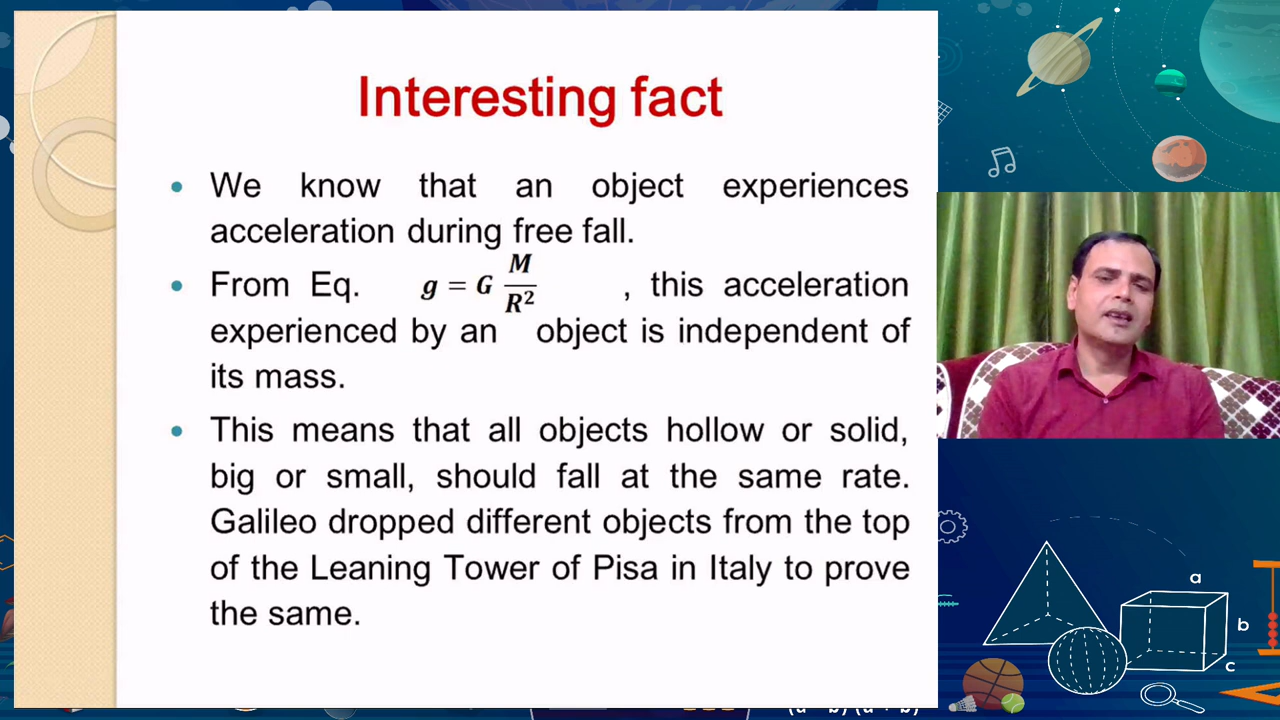 Interesting fact
• We know that an object experiences
acceleration during free fall.
• From Eq. g = G M/R² , this acceleration
experienced by an object is independent of
its mass.
• This means that all objects hollow or solid,
big or small, should fall at the same rate.
Galileo dropped different objects from the top
of the Leaning Tower of Pisa in Italy to prove
the same.
a
b
c